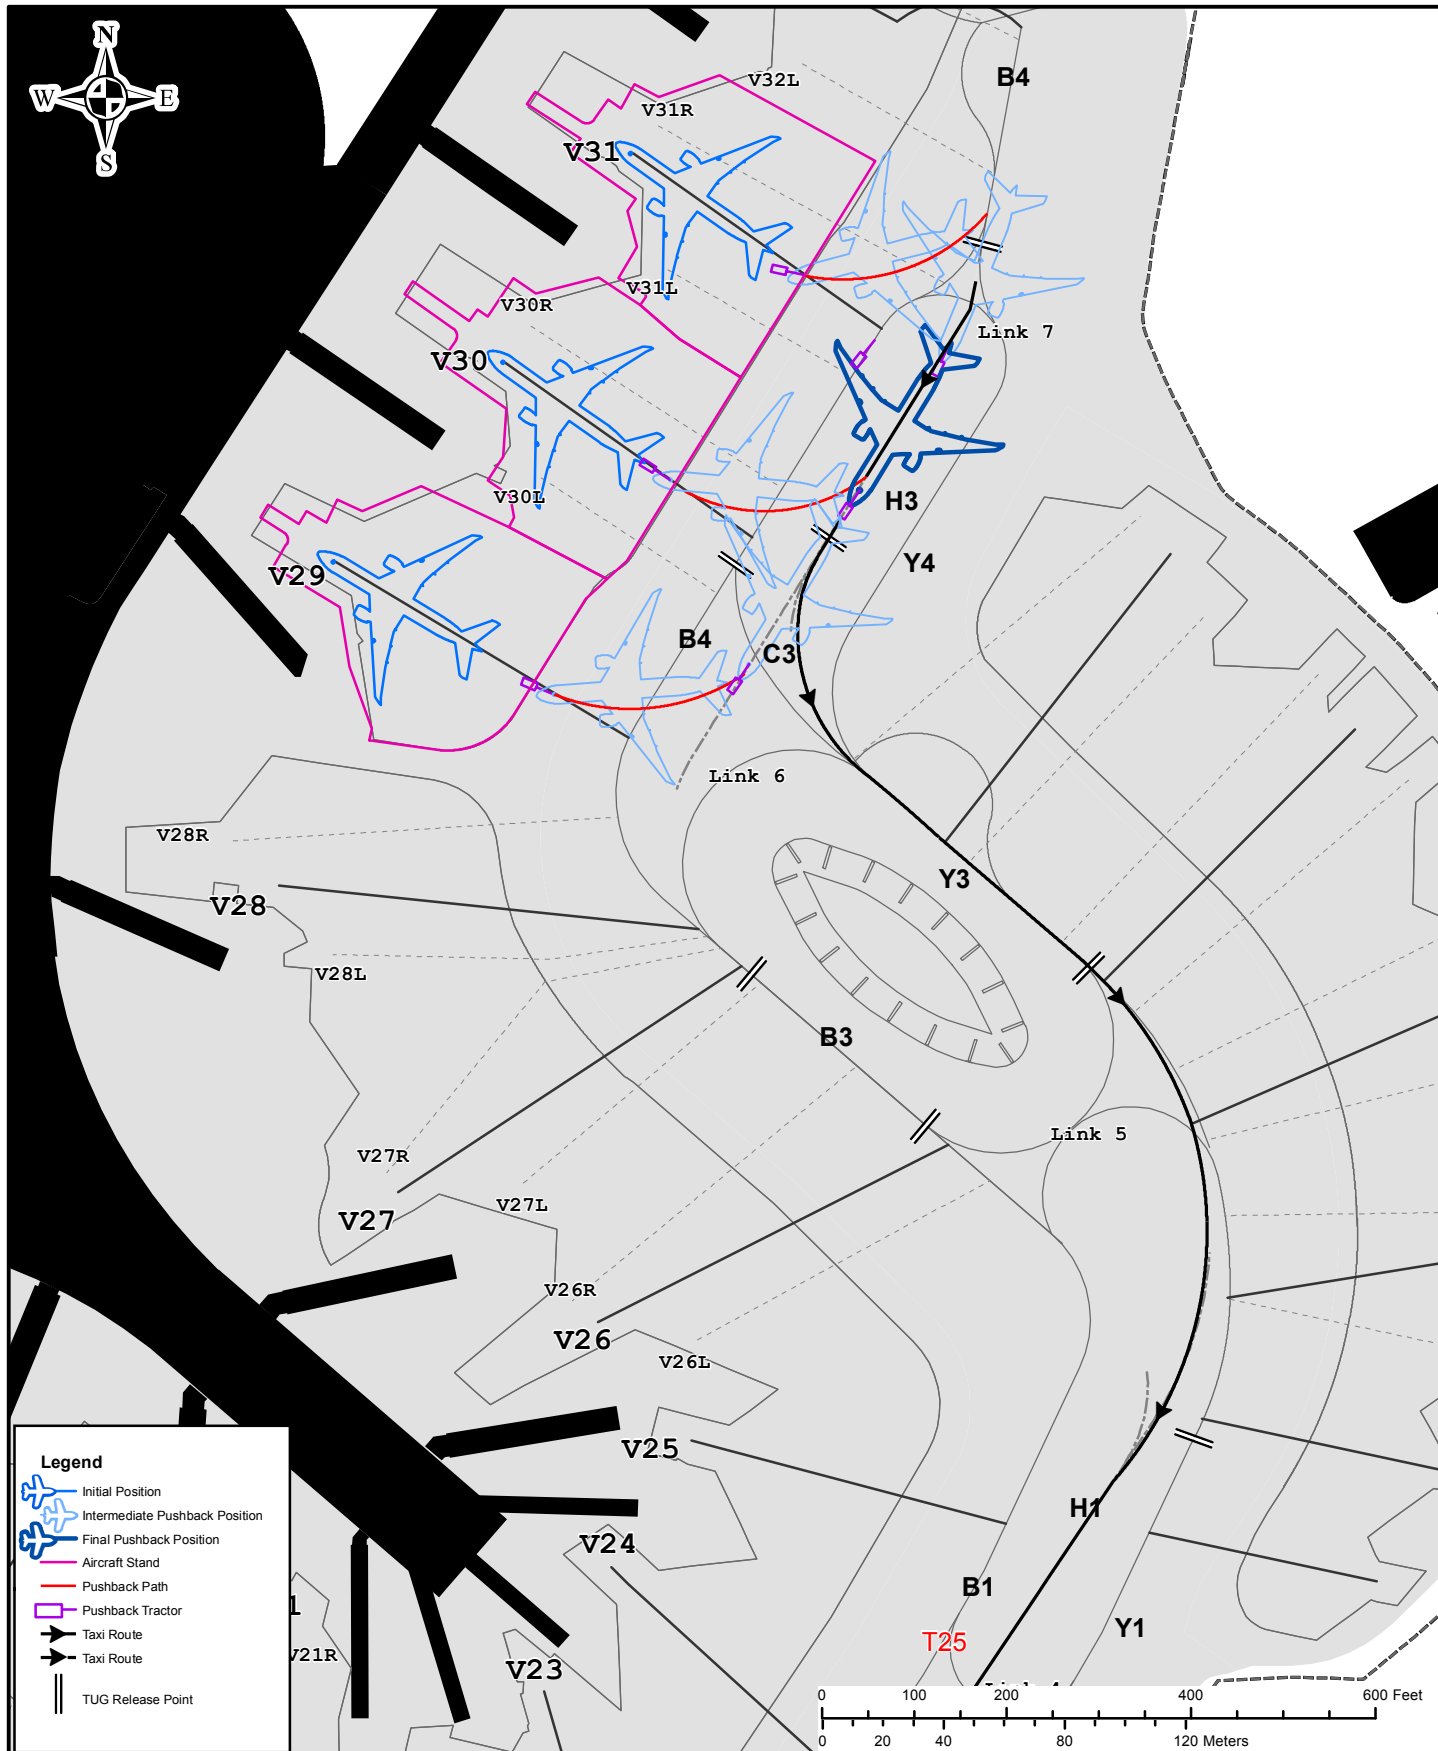 N
W E
S
B4
V32L
V31R
V31
V31L
V30R
Link 7
V30
V30L
H3
Y4
V29
B4
C3
Link 6
V28R
Y3
V28
V28L
B3
Link 5
V27R
V27L
V27
V26R
V26
V26L
V25
H1
V24
B1
Y1
T25
V21R
V23
Legend
Initial Position
Intermediate Pushback Position
Final Pushback Position
Aircraft Stand
Pushback Path
Pushback Tractor
Taxi Route
Taxi Route
TUG Release Point
0 100 200 400 600 Feet
0 20 40 80 120 Meters